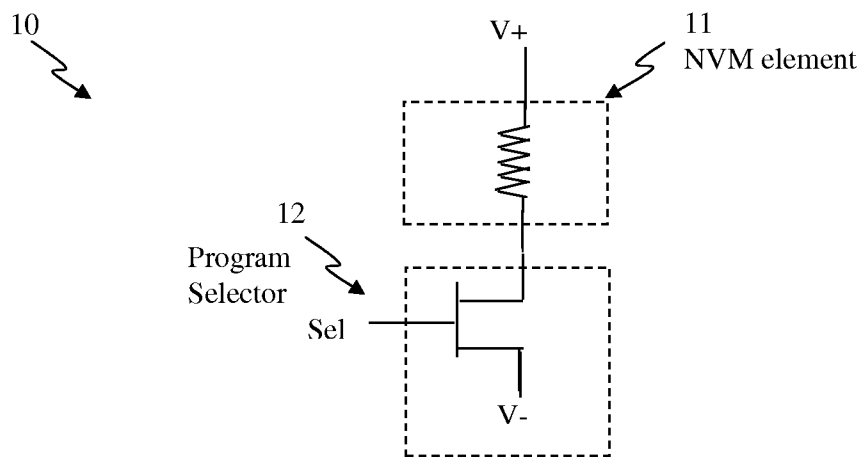 10
V+
11
NVM element
12
Program
Selector
Sel
V-